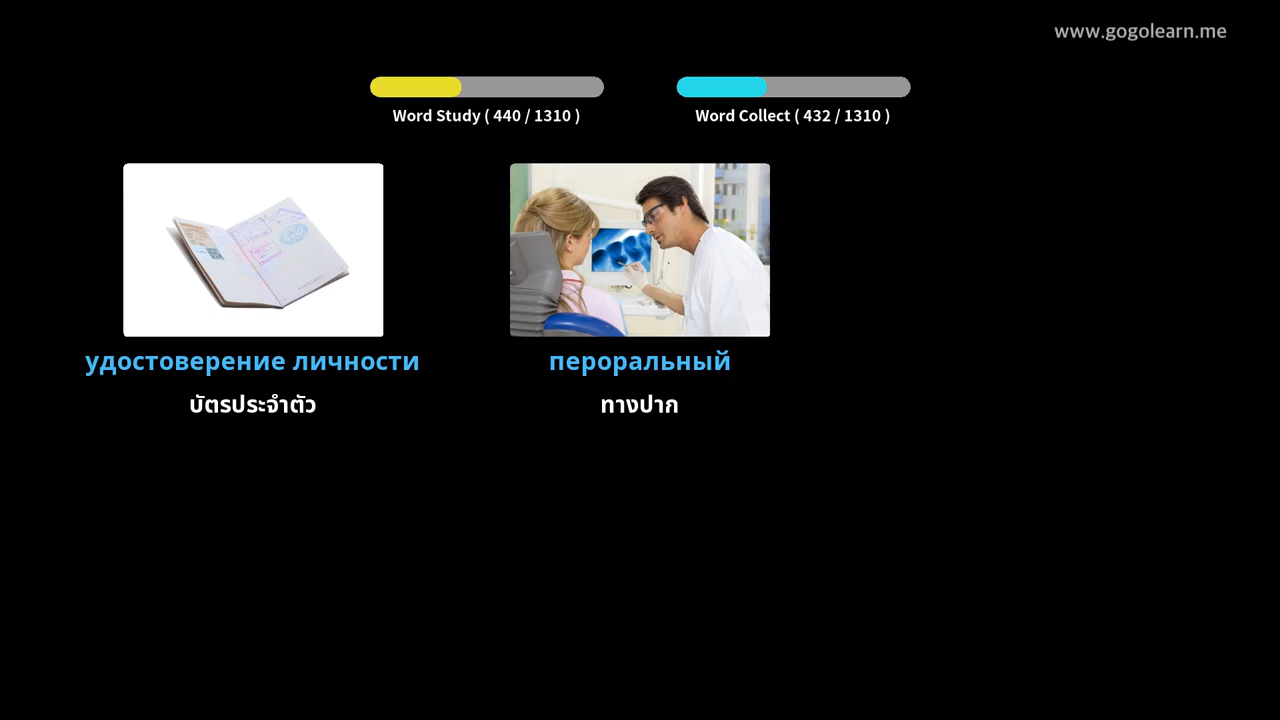 www.gogolearn.me
Word Study ( 440 / 1310 )
Word Collect ( 432 / 1310 )
удостоверение личности
пероральный
บัตรประจำตัว
ทางปาก